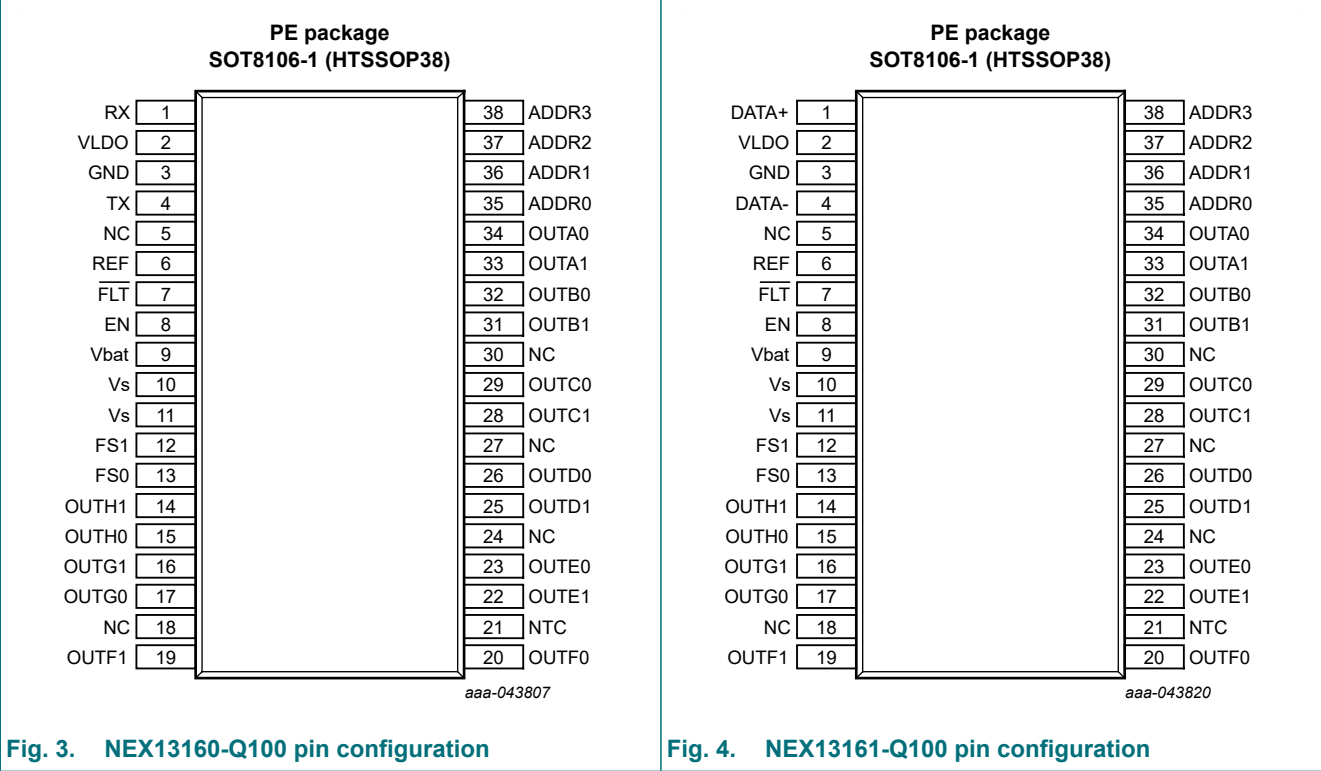 PE package
SOT8106-1 (HTSSOP38)
RX 1 38 ADDR3
VLDO 2 37 ADDR2
GND 3 36 ADDR1
TX 4 35 ADDR0
NC 5 34 OUTA0
REF 6 33 OUTA1
F̅L̅T̅ 7 32 OUTB0
EN 8 31 OUTB1
Vbat 9 30 NC
Vs 10 29 OUTC0
Vs 11 28 OUTC1
FS1 12 27 NC
FS0 13 26 OUTD0
OUTH1 14 25 OUTD1
OUTH0 15 24 NC
OUTG1 16 23 OUTE0
OUTG0 17 22 OUTE1
NC 18 21 NTC
OUTF1 19 20 OUTF0
aaa-043807
Fig. 3. NEX13160-Q100 pin configuration
PE package
SOT8106-1 (HTSSOP38)
DATA+ 1 38 ADDR3
VLDO 2 37 ADDR2
GND 3 36 ADDR1
DATA- 4 35 ADDR0
NC 5 34 OUTA0
REF 6 33 OUTA1
F̅L̅T̅ 7 32 OUTB0
EN 8 31 OUTB1
Vbat 9 30 NC
Vs 10 29 OUTC0
Vs 11 28 OUTC1
FS1 12 27 NC
FS0 13 26 OUTD0
OUTH1 14 25 OUTD1
OUTH0 15 24 NC
OUTG1 16 23 OUTE0
OUTG0 17 22 OUTE1
NC 18 21 NTC
OUTF1 19 20 OUTF0
aaa-043820
Fig. 4. NEX13161-Q100 pin configuration